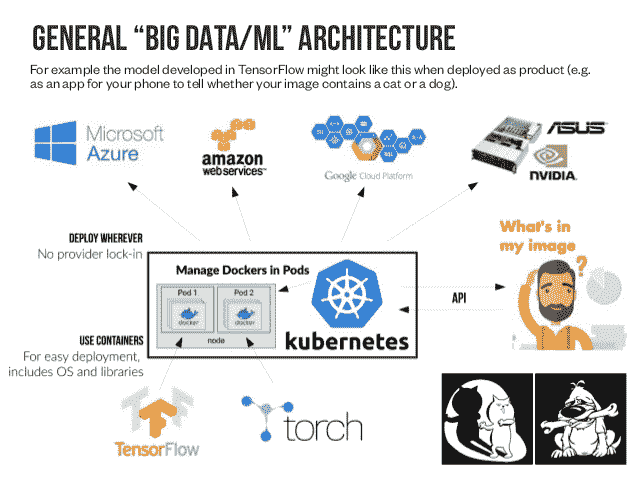 GENERAL “BIG DATA/ML” ARCHITECTURE
For example the model developed in TensorFlow might look like this when deployed as product (e.g.
as an app for your phone to tell whether your image contains a cat or a dog).
Microsoft
Azure
amazon
webservices™
Google Cloud Platform
ASUS
NVIDIA.
DEPLOY WHEREVER
No provider lock-in
What's in
my image
?
Manage Dockers in Pods
Pod 1
Pod 2
docker
docker
node
kubernetes
API
USE CONTAINERS
For easy deployment,
includes OS and libraries
TensorFlow
torch